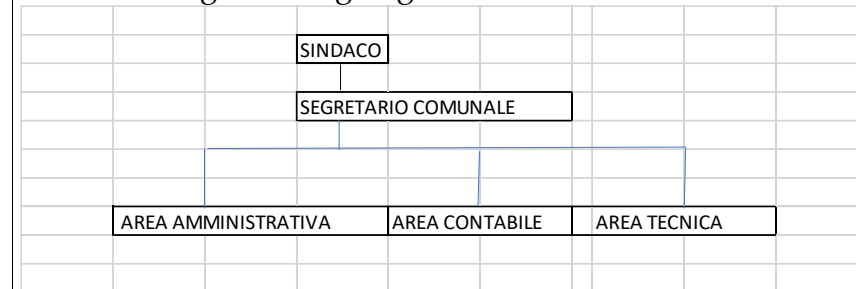 SINDACO
SEGRETARIO COMUNALE
AREA AMMINISTRATIVA AREA CONTABILE AREA TECNICA